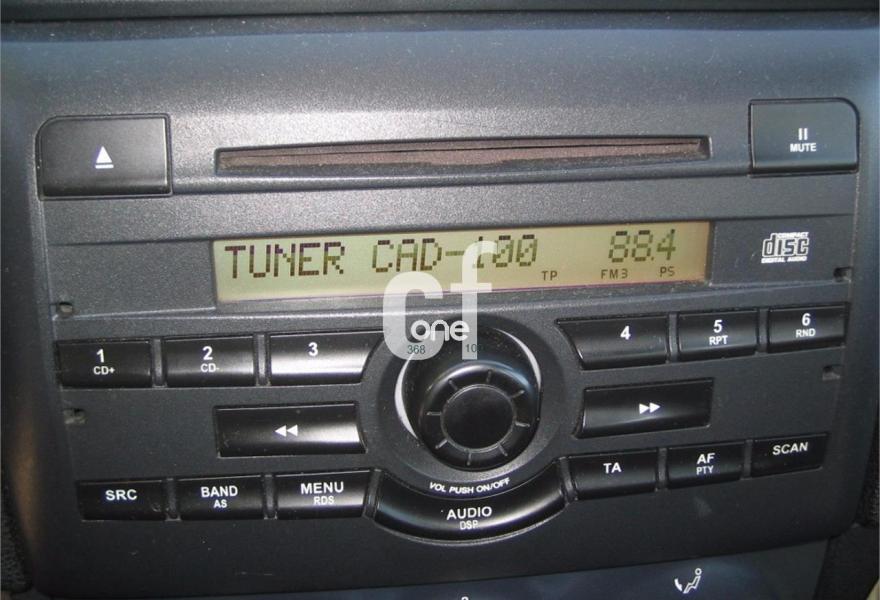 MUTE
TUNER CAD-100 88.4
TP FM3 PS
COMPACT
disc
DIGITAL AUDIO
cf
one
368 10
1
CD+
2
CD-
3
4
5
RPT
6
RND
SRC
BAND
AS
MENU
RDS
VOL PUSH ON/OFF
AUDIO
DSP
TA
AF
PTY
SCAN